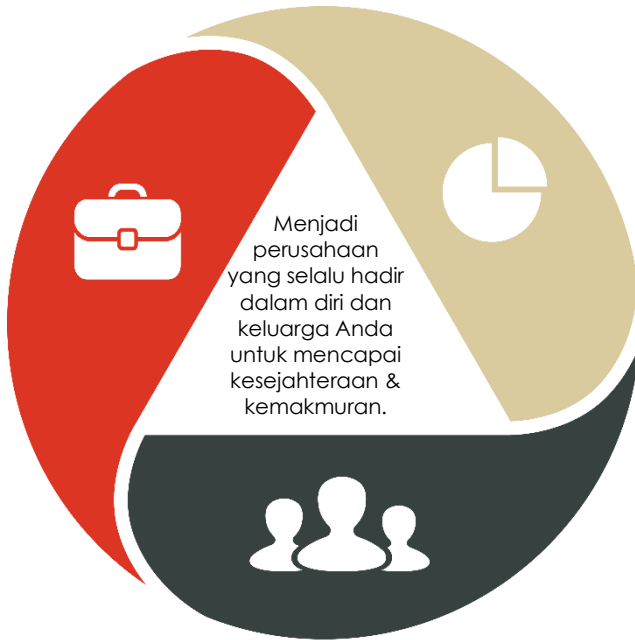 Menjadi
perusahaan
yang selalu hadir
dalam diri dan
keluarga Anda
untuk mencapai
kesejahteraan &
kemakmuran.